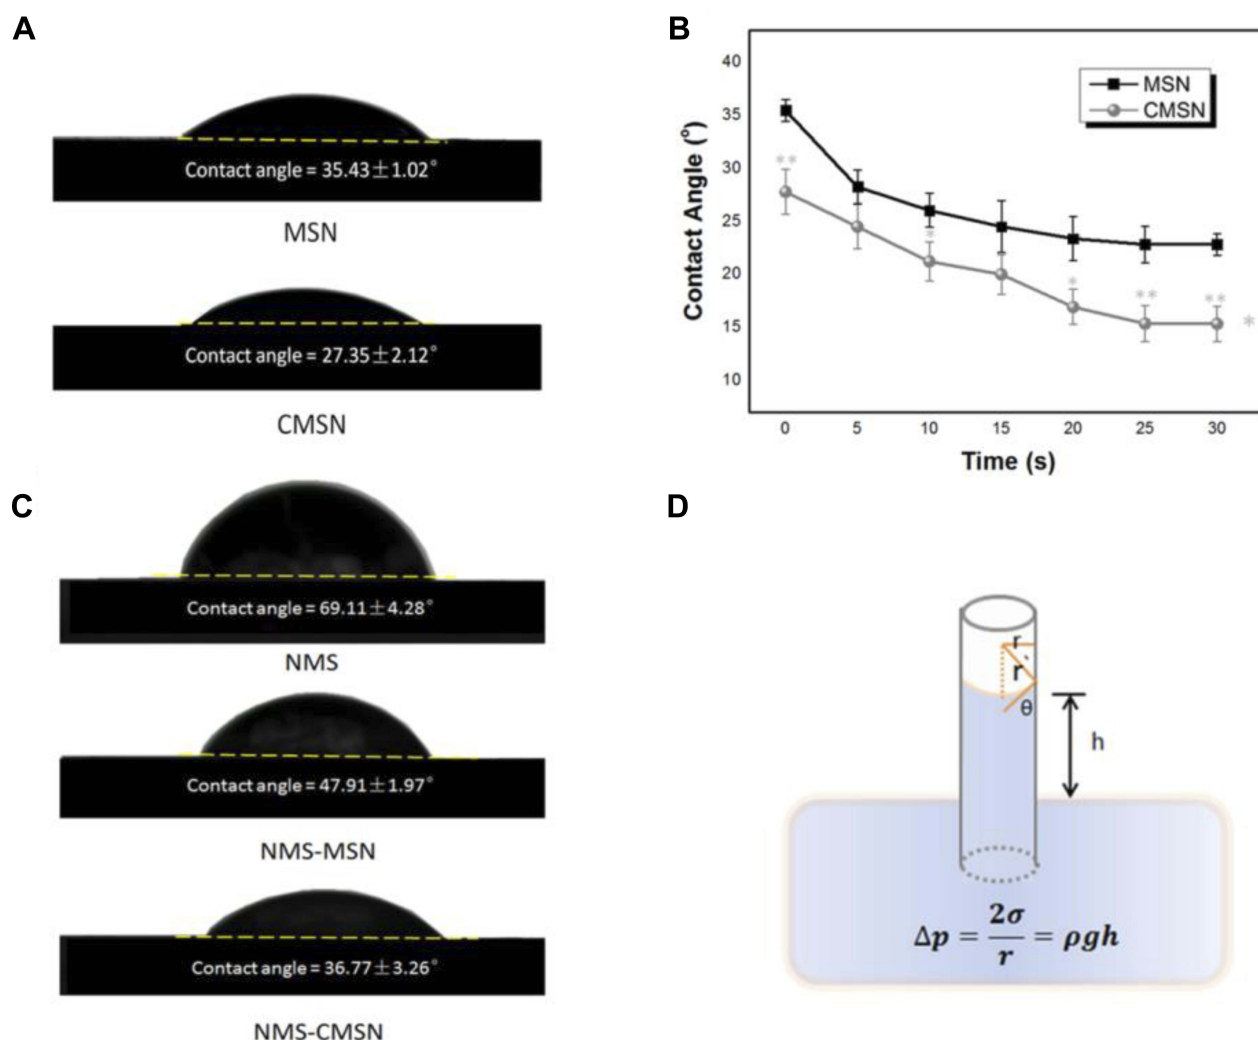 A
Contact angle = 35.43±1.02°
MSN
Contact angle = 27.35±2.12°
CMSN
B
Contact Angle (°)
40
35
30
25
20
15
10
MSN
CMSN
**
*
*
**
**
*
0 5 10 15 20 25 30
Time (s)
C
Contact angle = 69.11±4.28°
NMS
Contact angle = 47.91±1.97°
NMS-MSN
Contact angle = 36.77±3.26°
NMS-CMSN
D
r
r`
θ
h
Δp = 2σ/r = ρgh